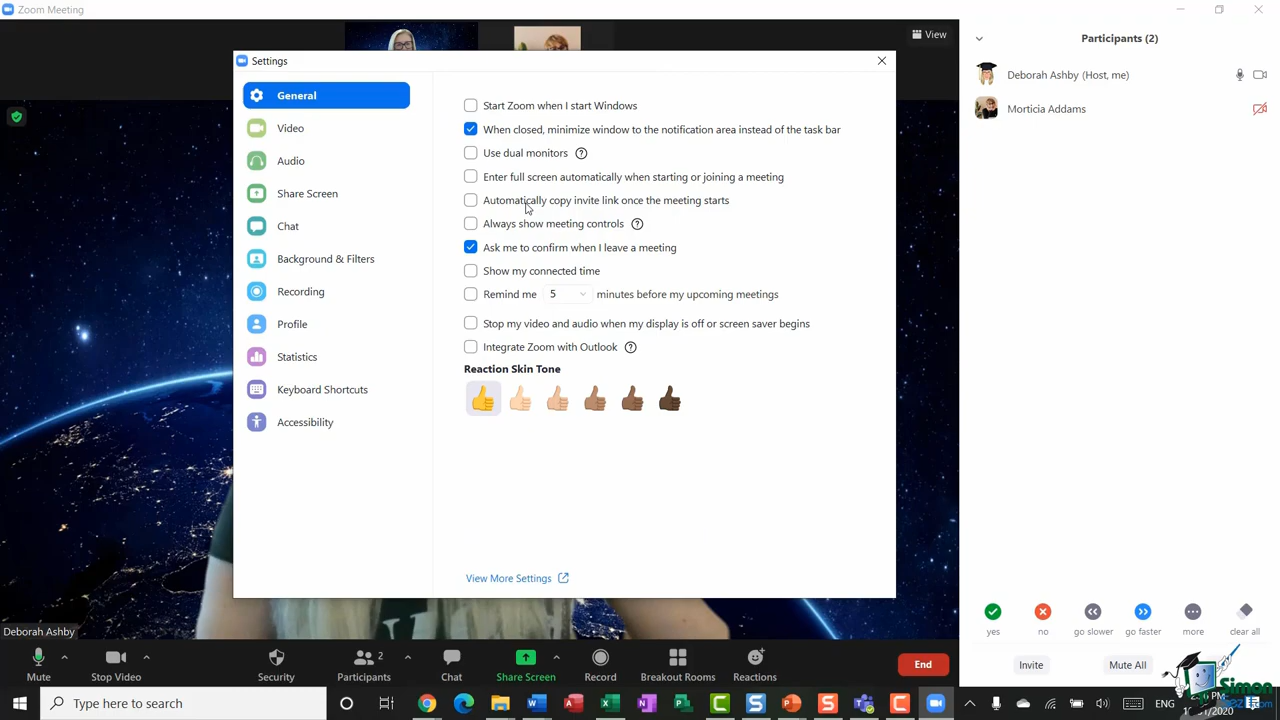 Zoom Meeting
View
Participants (2)
Deborah Ashby (Host, me)
Morticia Addams
Settings
General
Video
Audio
Share Screen
Chat
Background & Filters
Recording
Profile
Statistics
Keyboard Shortcuts
Accessibility
Start Zoom when I start Windows
When closed, minimize window to the notification area instead of the task bar
Use dual monitors
Enter full screen automatically when starting or joining a meeting
Automatically copy invite link once the meeting starts
Always show meeting controls
Ask me to confirm when I leave a meeting
Show my connected time
Remind me 5 minutes before my upcoming meetings
Stop my video and audio when my display is off or screen saver begins
Integrate Zoom with Outlook
Reaction Skin Tone
View More Settings
yes
no
go slower
go faster
more
clear all
Invite
Mute All
Deborah Ashby
Mute
Stop Video
Security
2
Participants
Chat
Share Screen
Record
Breakout Rooms
Reactions
End
Type here to search
ENG
Simon